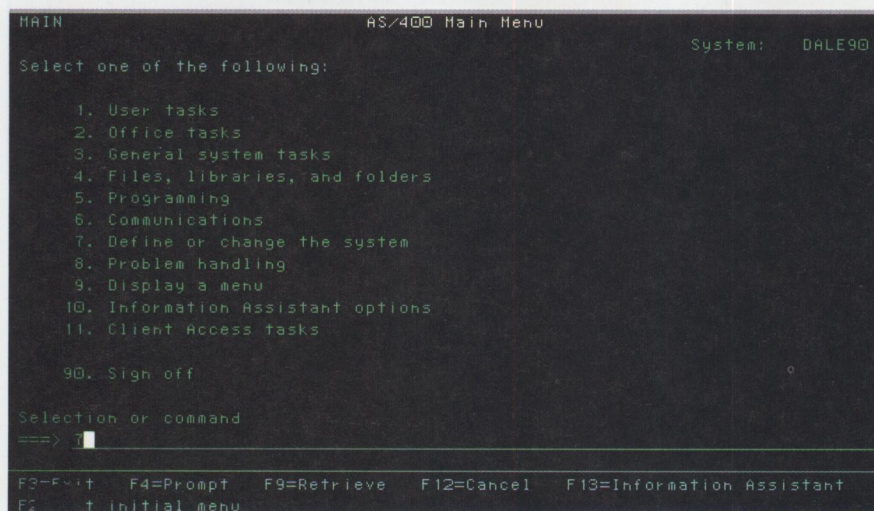 MAIN AS/400 Main Menu
System: DALE90
Select one of the following:
1. User tasks
2. Office tasks
3. General system tasks
4. Files, libraries, and folders
5. Programming
6. Communications
7. Define or change the system
8. Problem handling
9. Display a menu
10. Information Assistant options
11. Client Access tasks
90. Sign off
Selection or command
===> 7
F3=Exit F4=Prompt F9=Retrieve F12=Cancel F13=Information Assistant
initial menu